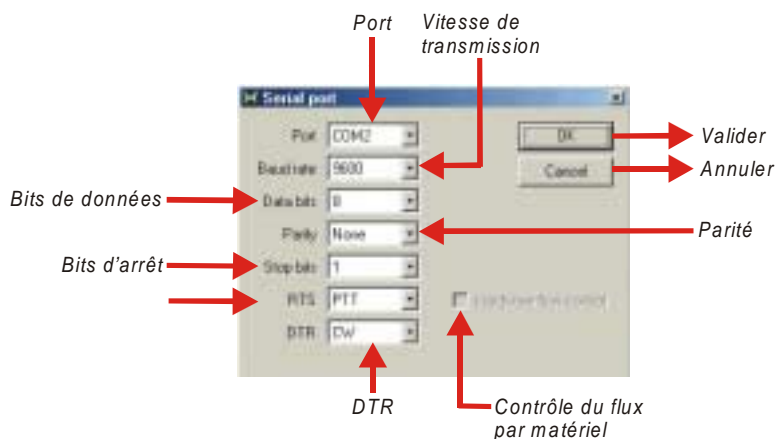 Port
Vitesse de
transmission
Serial port
Port COM2
OK
Valider
Baud rate 9600
Cancel
Annuler
Bits de données
Data bits 8
Parity None
Parité
Bits d'arrêt
Stop bits 1
RTS PTT
DTR CW
DTR
Contrôle du flux
par matériel